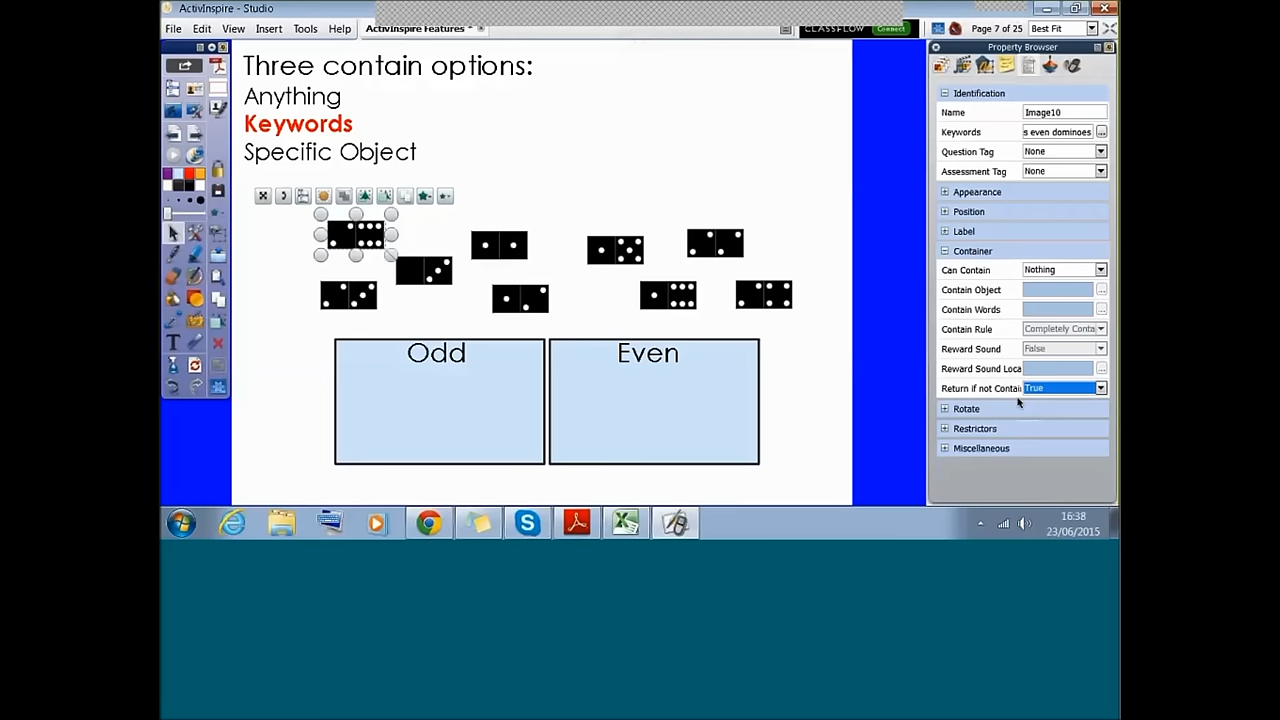 ActivInspire - Studio
File Edit View Insert Tools Help ActivInspire Features * CLASSFLOW Connect Page 7 of 25 Best Fit
Property Browser
Three contain options:
Anything
Keywords
Specific Object
Odd
Even
Identification
Name Image10
Keywords s even dominoes ...
Question Tag None
Assessment Tag None
Appearance
Position
Label
Container
Can Contain Nothing
Contain Object ...
Contain Words ...
Contain Rule Completely Conta
Reward Sound False
Reward Sound Loca ...
Return if not Contai True
Rotate
Restrictors
Miscellaneous
16:38
23/06/2015